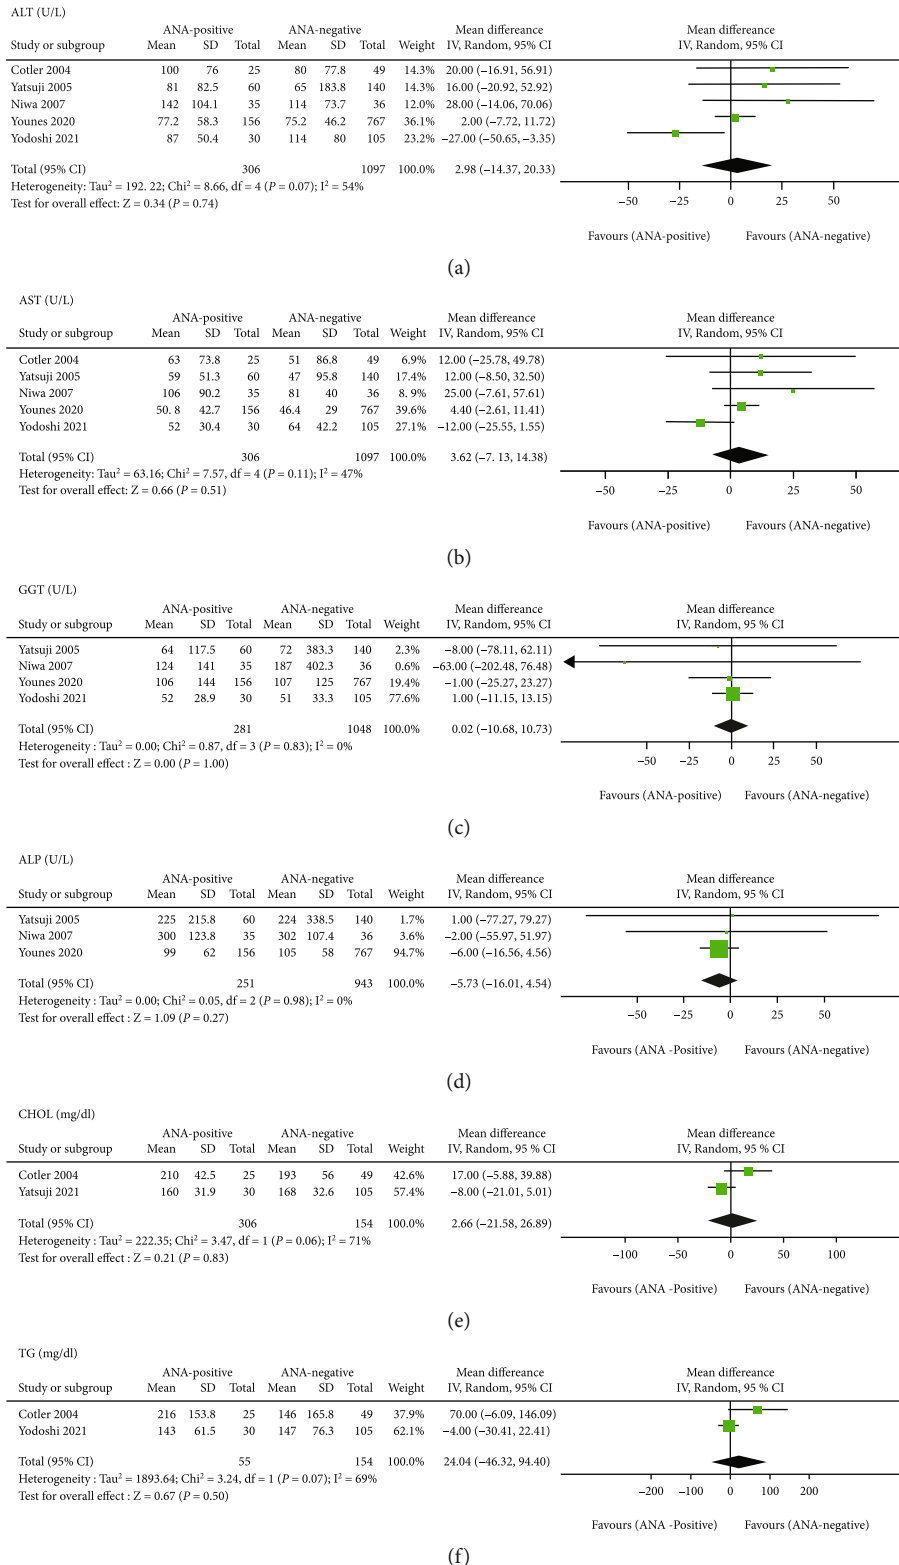 ALT (U/L)
ANA-positive ANA-negative Mean differeance Mean differeance
Study or subgroup Mean SD Total Mean SD Total Weight IV, Random, 95% CI IV, Random, 95% CI
Cotler 2004 100 76 25 80 77.8 49 14.3% 20.00 (−16.91, 56.91)
Yatsuji 2005 81 82.5 60 65 183.8 140 14.3% 16.00 (−20.92, 52.92)
Niwa 2007 142 104.1 35 114 73.7 36 12.0% 28.00 (−14.06, 70.06)
Younes 2020 77.2 58.3 156 75.2 46.2 767 36.1% 2.00 (−7.72, 11.72)
Yodoshi 2021 87 50.4 30 114 80 105 23.2% −27.00 (−50.65, −3.35)
Total (95% CI) 306 1097 100.0% 2.98 (−14.37, 20.33)
Heterogeneity: Tau² = 192. 22; Chi² = 8.66, df = 4 (P = 0.07); I² = 54%
Test for overall effect: Z = 0.34 (P = 0.74)
−50 −25 0 25 50
Favours (ANA-positive) Favours (ANA-negative)
(a)
AST (U/L)
ANA-positive ANA-negative Mean differeance Mean differeance
Study or subgroup Mean SD Total Mean SD Total Weight IV, Random, 95% CI IV, Random, 95% CI
Cotler 2004 63 73.8 25 51 86.8 49 6.9% 12.00 (−25.78, 49.78)
Yatsuji 2005 59 51.3 60 47 95.8 140 17.4% 12.00 (−8.50, 32.50)
Niwa 2007 106 90.2 35 81 40 36 8. 9% 25.00 (−7.61, 57.61)
Younes 2020 50. 8 42.7 156 46.4 29 767 39.6% 4.40 (−2.61, 11.41)
Yodoshi 2021 52 30.4 30 64 42.2 105 27.1% −12.00 (−25.55, 1.55)
Total (95% CI) 306 1097 100.0% 3.62 (−7. 13, 14.38)
Heterogeneity: Tau² = 63.16; Chi² = 7.57, df = 4 (P = 0.11); I² = 47%
Test for overall effect: Z = 0.66 (P = 0.51)
−50 −25 0 25 50
Favours (ANA-positive) Favours (ANA-negative)
(b)
GGT (U/L)
ANA-positive ANA-negative Mean differeance Mean differeance
Study or subgroup Mean SD Total Mean SD Total Weight IV, Random, 95% CI IV, Random, 95% CI
Yatsuji 2005 64 117.5 60 72 383.3 140 2.3% −8.00 (−78.11, 62.11)
Niwa 2007 124 141 35 187 402.3 36 0.6% −63.00 (−202.48, 76.48)
Younes 2020 106 144 156 107 125 767 19.4% −1.00 (−25.27, 23.27)
Yodoshi 2021 52 28.9 30 51 33.3 105 77.6% 1.00 (−11.15, 13.15)
Total (95% CI) 281 1048 100.0% 0.02 (−10.68, 10.73)
Heterogeneity : Tau² = 0.00; Chi² = 0.87, df = 3 (P = 0.83); I² = 0%
Test for overall effect : Z = 0.00 (P = 1.00)
−50 −25 0 25 50
Favours (ANA-positive) Favours (ANA-negative)
(c)
ALP (U/L)
ANA-positive ANA-negative Mean differeance Mean differeance
Study or subgroup Mean SD Total Mean SD Total Weight IV, Random, 95% CI IV, Random, 95% CI
Yatsuji 2005 225 215.8 60 224 338.5 140 1.7% 1.00 (−77.27, 79.27)
Niwa 2007 300 123.8 35 302 107.4 36 3.6% −2.00 (−55.97, 51.97)
Younes 2020 99 62 156 105 58 767 94.7% −6.00 (−16.56, 4.56)
Total (95% CI) 251 943 100.0% −5.73 (−16.01, 4.54)
Heterogeneity : Tau² = 0.00; Chi² = 0.05, df = 2 (P = 0.98); I² = 0%
Test for overall effect : Z = 1.09 (P = 0.27)
−50 −25 0 25 50
Favours (ANA -Positive) Favours (ANA-negative)
(d)
CHOL (mg/dl)
ANA-positive ANA-negative Mean differeance Mean differeance
Study or subgroup Mean SD Total Mean SD Total Weight IV, Random, 95 % CI IV, Random, 95 % CI
Cotler 2004 210 42.5 25 193 56 49 42.6% 17.00 (−5.88, 39.88)
Yatsuji 2021 160 31.9 30 168 32.6 105 57.4% −8.00 (−21.01, 5.01)
Total (95% CI) 306 154 100.0% 2.66 (−21.58, 26.89)
Heterogeneity : Tau² = 222.35; Chi² = 3.47, df = 1 (P = 0.06); I² = 71%
Test for overall effect : Z = 0.21 (P = 0.83)
−100 −50 0 50 100
Favours (ANA -Positive) Favours (ANA-negative)
(e)
TG (mg/dl)
ANA-positive ANA-negative Mean difference Mean difference
Study or subgroup Mean SD Total Mean SD Total Weight IV, Random, 95 % CI IV, Random, 95 % CI
Cotler 2004 216 153.8 25 146 165.8 49 37.9% 70.00 (−6.09, 146.09)
Yodoshi 2021 143 61.5 30 147 76.3 105 62.1% −4.00 (−30.41, 22.41)
Total (95% CI) 55 154 100.0% 24.04 (−46.32, 94.40)
Heterogeneity : Tau² = 1893.64; Chi² = 3.24, df = 1 (P = 0.07); I² = 69%
Test for overall effect : Z = 0.67 (P = 0.50)
−200 −100 0 100 200
Favours (ANA -Positive) Favours (ANA-negative)
(f)